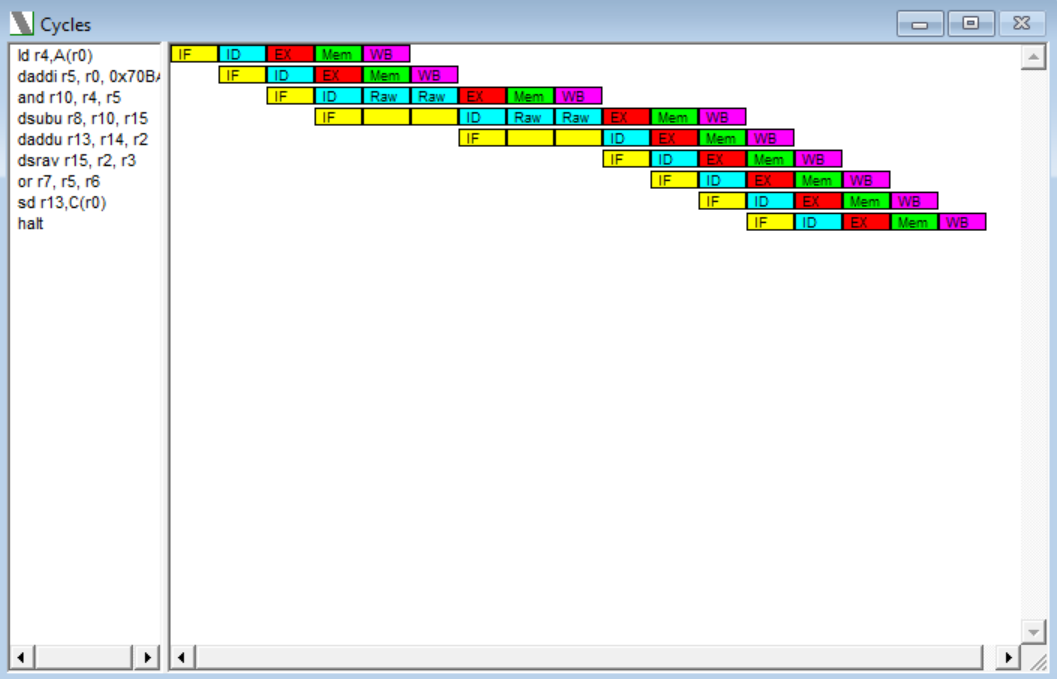 Cycles
ld r4,A(r0) IF ID EX Mem WB
daddi r5, r0, 0x70BA IF ID EX Mem WB
and r10, r4, r5 IF ID Raw Raw EX Mem WB
dsubu r8, r10, r15 IF ID Raw Raw EX Mem WB
daddu r13, r14, r2 IF ID EX Mem WB
dsrav r15, r2, r3 IF ID EX Mem WB
or r7, r5, r6 IF ID EX Mem WB
sd r13,C(r0) IF ID EX Mem WB
halt IF ID EX Mem WB